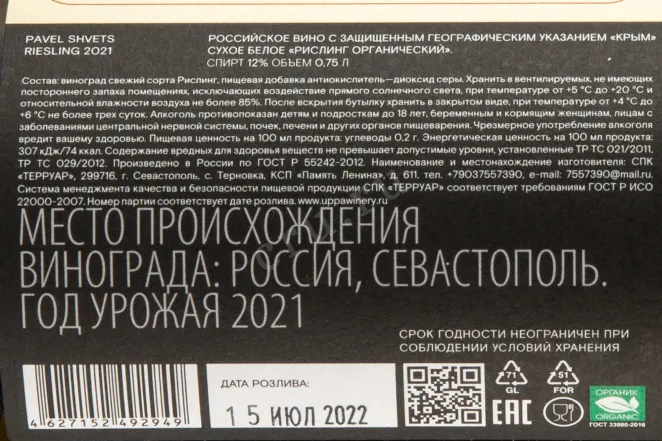 PAVEL SHVETS
RIESLING 2021
РОССИЙСКОЕ ВИНО С ЗАЩИЩЕННЫМ ГЕОГРАФИЧЕСКИМ УКАЗАНИЕМ «КРЫМ»
СУХОЕ БЕЛОЕ «РИСЛИНГ ОРГАНИЧЕСКИЙ».
СПИРТ 12% ОБЪЕМ 0,75 Л
Состав: виноград свежий сорта Рислинг, пищевая добавка антиокислитель—диоксид серы. Хранить в вентилируемых, не имеющих
постороннего запаха помещениях, исключающих воздействие прямого солнечного света, при температуре от +5 °C до +20 °C и
относительной влажности воздуха не более 85%. После вскрытия бутылку хранить в закрытом виде, при температуре от +4 °C до
+6 °C не более трех суток. Алкоголь противопоказан детям и подросткам до 18 лет, беременным и кормящим женщинам, лицам с
заболеваниями центральной нервной системы, почек, печени и других органов пищеварения. Чрезмерное употребление алкоголя
вредит вашему здоровью. Пищевая ценность на 100 мл продукта: углеводы 0,2 г. Энергетическая ценность на 100 мл продукта:
307 кДж/74 ккал. Содержание вредных для здоровья веществ не превышает допустимые уровни, установленные ТР ТС 021/2011,
ТР ТС 029/2012. Произведено в России по ГОСТ Р 55242-2012. Наименование и местонахождение изготовителя: СПК
«ТЕРРУАР», 299716, г. Севастополь, с. Терновка, КСП «Память Ленина», д. 611, тел. +79037557390, e-mail: 7557390@mail.ru
Система менеджмента качества и безопасности пищевой продукции СПК «ТЕРРУАР» соответствует требованиям ГОСТ Р ИСО
22000-2007. Номер партии соответствует дате розлива. www.uppawinery.ru
МЕСТО ПРОИСХОЖДЕНИЯ
ВИНОГРАДА: РОССИЯ, СЕВАСТОПОЛЬ.
ГОД УРОЖАЯ 2021
СРОК ГОДНОСТИ НЕОГРАНИЧЕН ПРИ
СОБЛЮДЕНИИ УСЛОВИЙ ХРАНЕНИЯ
4 627152 492949
ДАТА РОЗЛИВА:
15 ИЮЛ 2022
71
GL
51
FOR
EAC
ОРГАНИК
ORGANIC
ГОСТ 33980-2016